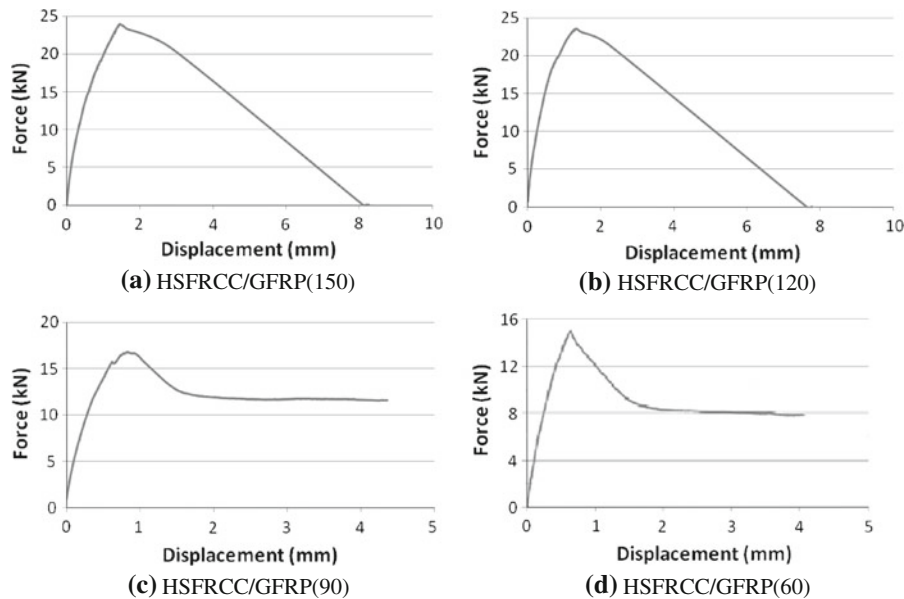 25
20
15
10
5
0
Force (kN)
0 2 4 6 8 10
Displacement (mm)
(a) HSFRCC/GFRP(150)
25
20
15
10
5
0
Force (kN)
0 2 4 6 8 10
Displacement (mm)
(b) HSFRCC/GFRP(120)
20
15
10
5
0
Force (kN)
0 1 2 3 4 5
Displacement (mm)
(c) HSFRCC/GFRP(90)
16
12
8
4
0
Force (kN)
0 1 2 3 4 5
Displacement (mm)
(d) HSFRCC/GFRP(60)